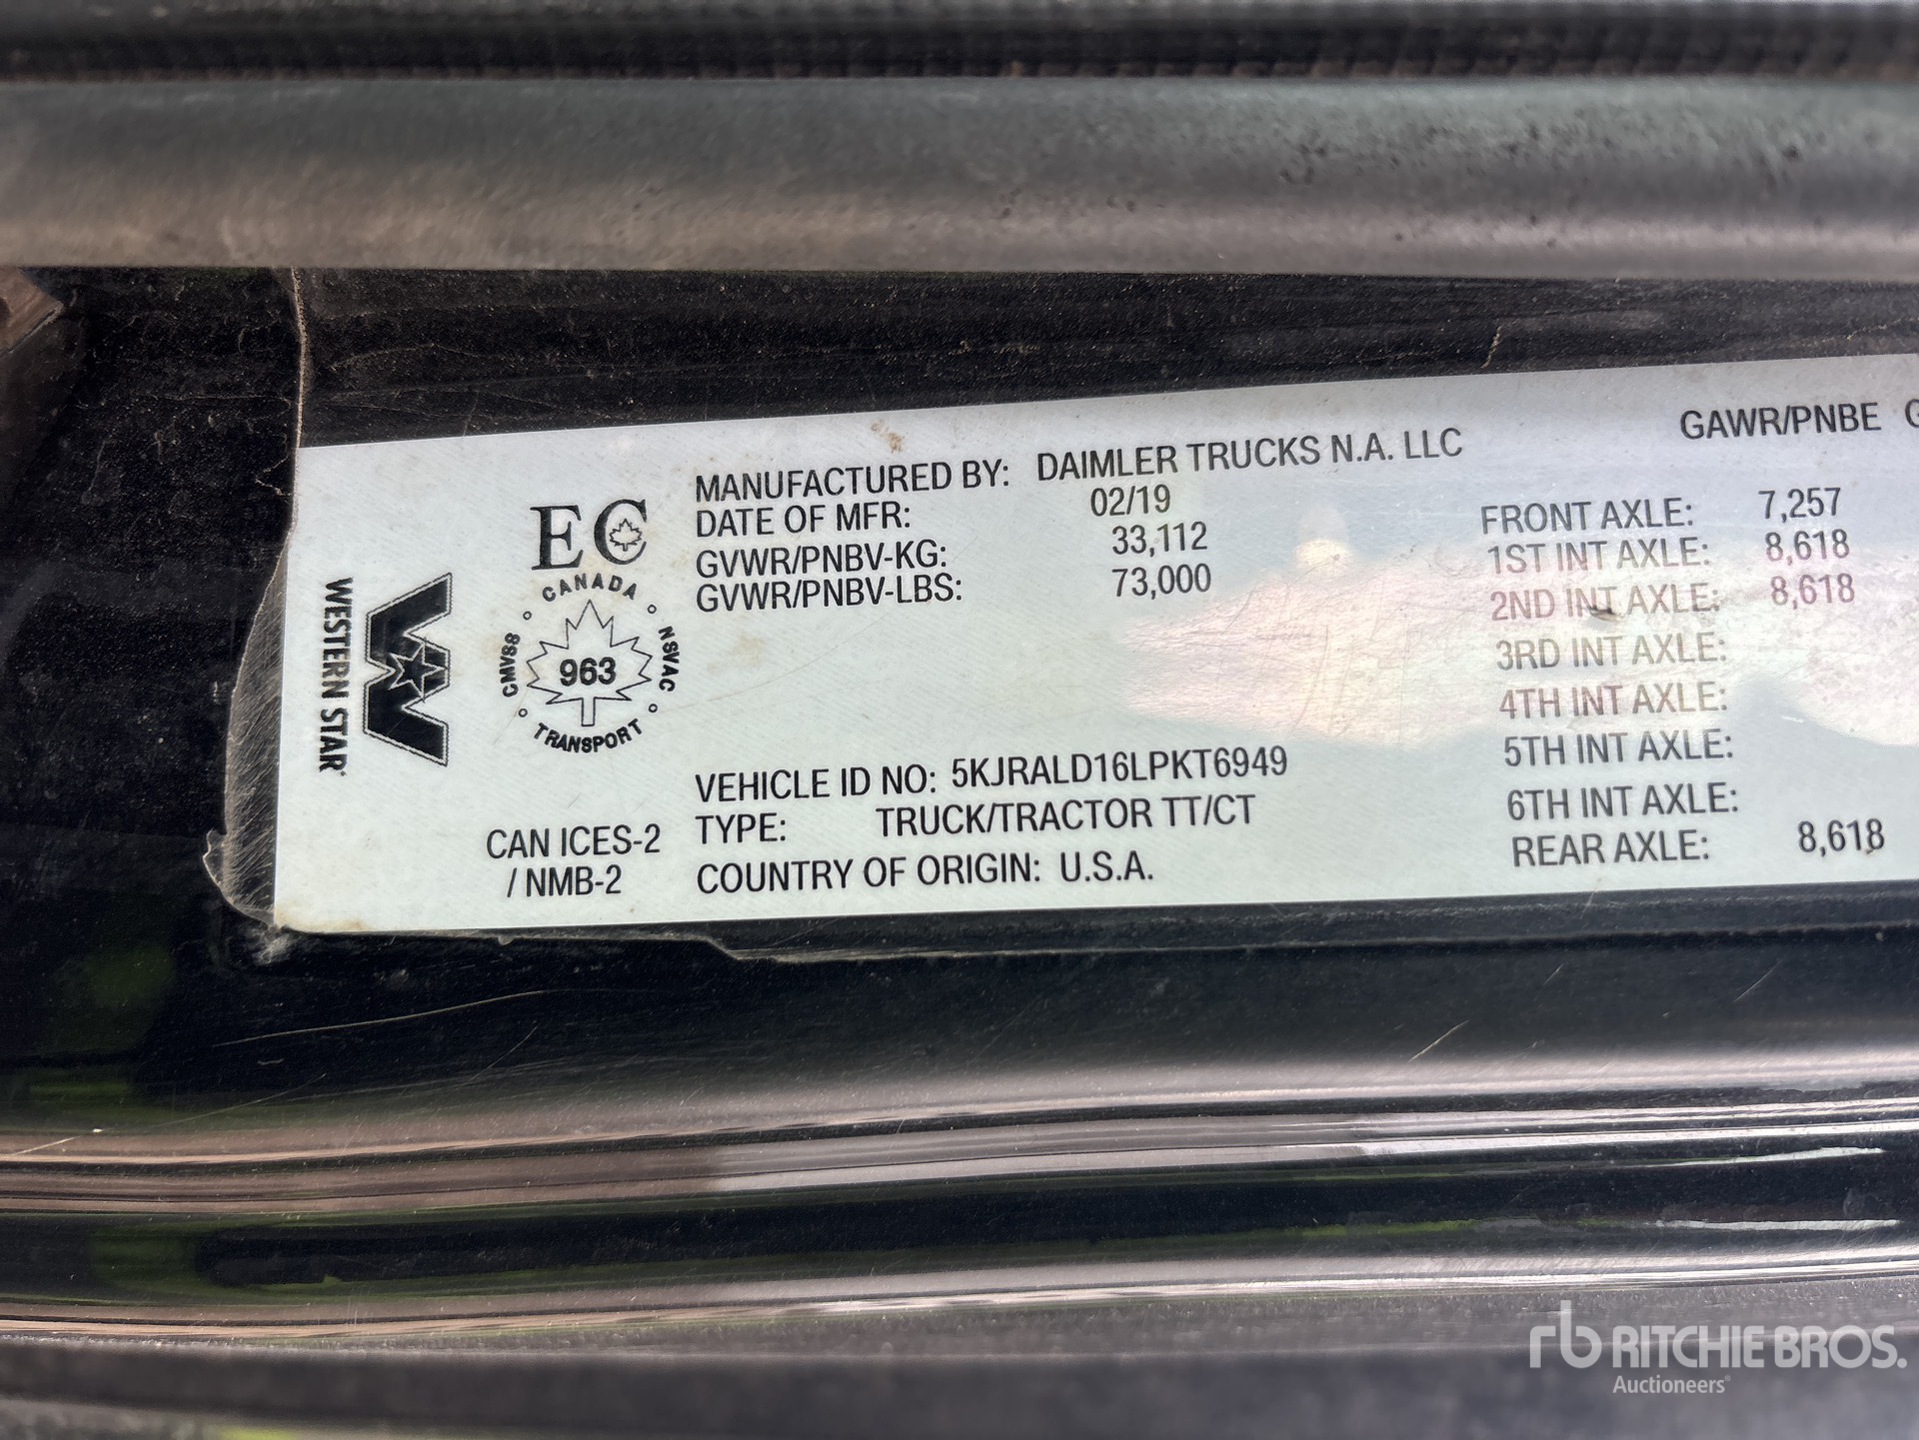 WESTERN STAR
EC
CANADA
CMVSS
963
NSVAC
TRANSPORT
CAN ICES-2
/ NMB-2
MANUFACTURED BY: DAIMLER TRUCKS N.A. LLC
DATE OF MFR: 02/19
GVWR/PNBV-KG: 33,112
GVWR/PNBV-LBS: 73,000
VEHICLE ID NO: 5KJRALD16LPKT6949
TYPE: TRUCK/TRACTOR TT/CT
COUNTRY OF ORIGIN: U.S.A.
GAWR/PNBE
FRONT AXLE: 7,257
1ST INT AXLE: 8,618
2ND INT AXLE: 8,618
3RD INT AXLE:
4TH INT AXLE:
5TH INT AXLE:
6TH INT AXLE:
REAR AXLE: 8,618
rb RITCHIE BROS.
Auctioneers